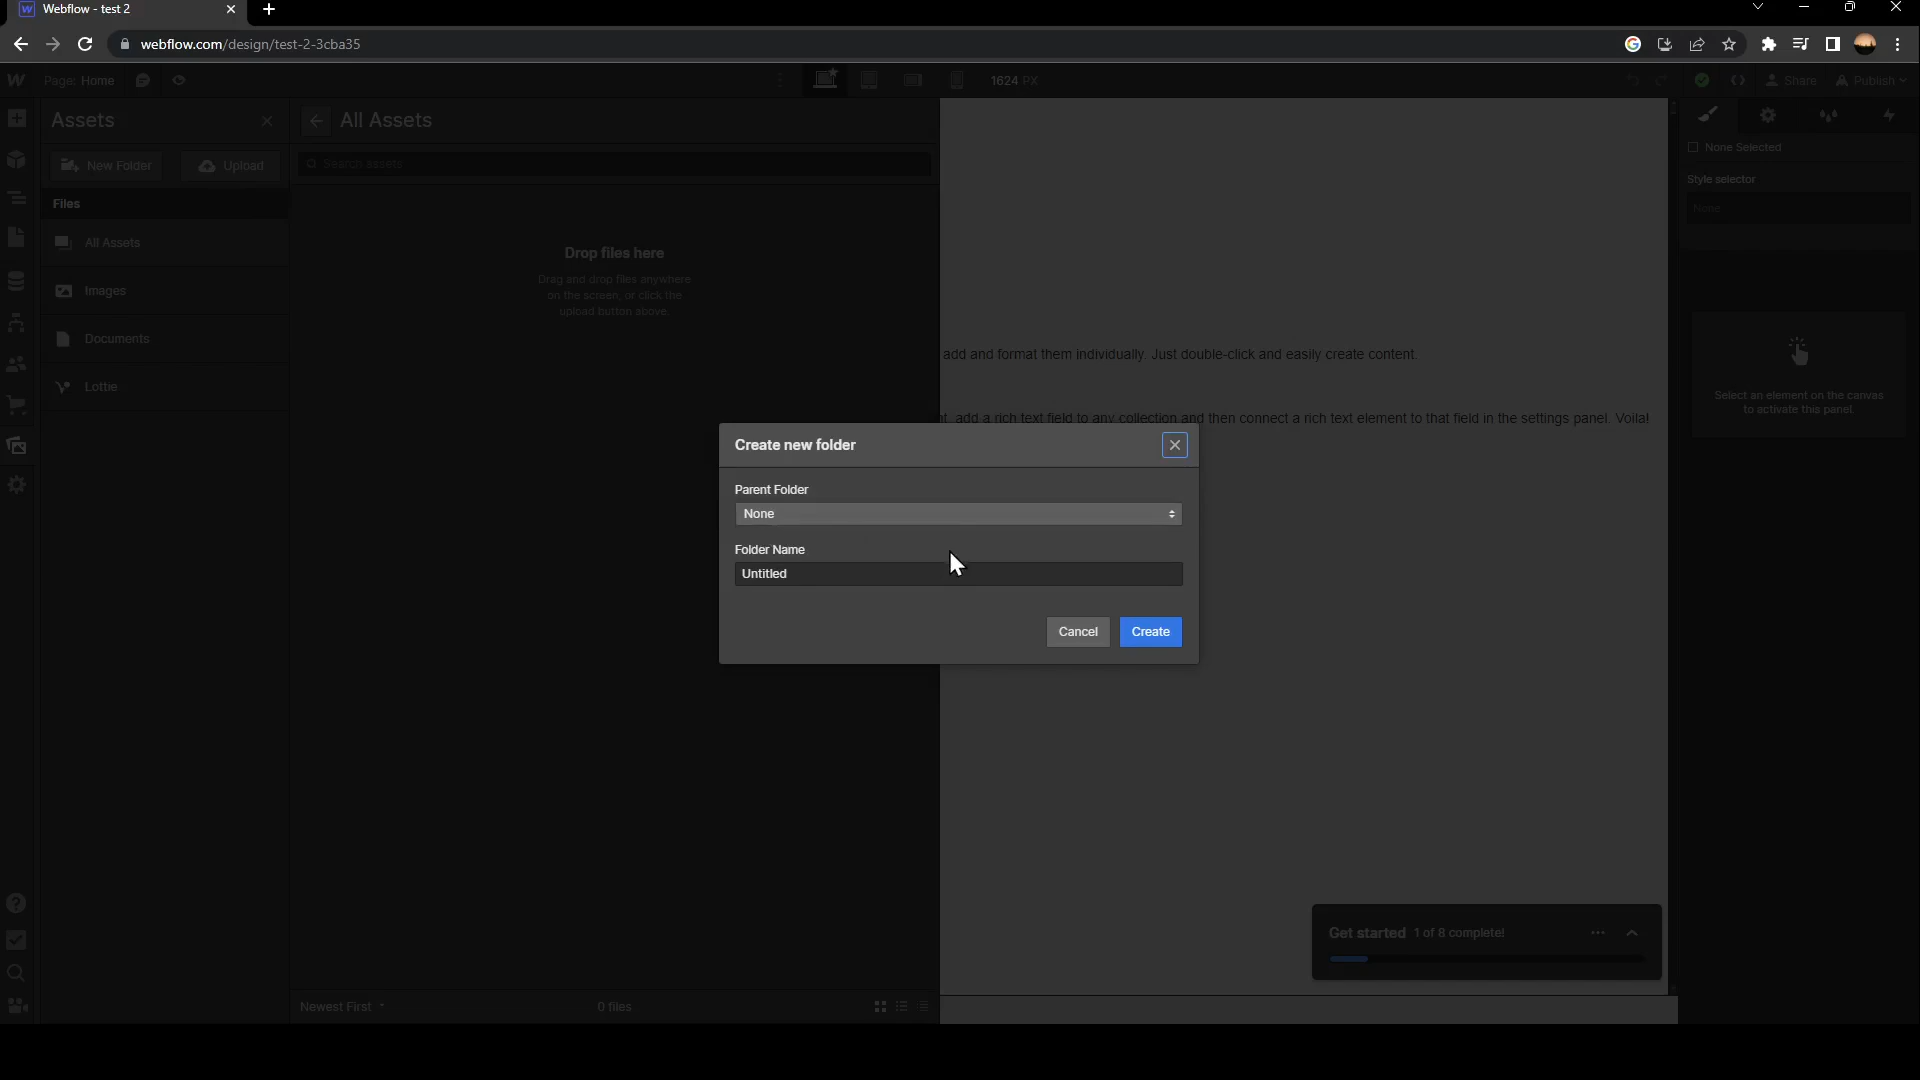 Webflow - test 2
webflow.com/design/test-2-3cba35
Page: Home
1624 PX
Share
Publish
Assets
All Assets
New Folder
Upload
Search assets
Files
All Assets
Images
Documents
Lottie
Drop files here
Drag and drop files anywhere
on the screen, or click the
upload button above.
None Selected
Style selector
None
Select an element on the canvas
to activate this panel.
add and format them individually. Just double-click and easily create content.
nt, add a rich text field to any collection and then connect a rich text element to that field in the settings panel. Voila!
Create new folder
Parent Folder
None
Folder Name
Untitled
Cancel
Create
Get started 1 of 8 complete!
Newest First
0 files